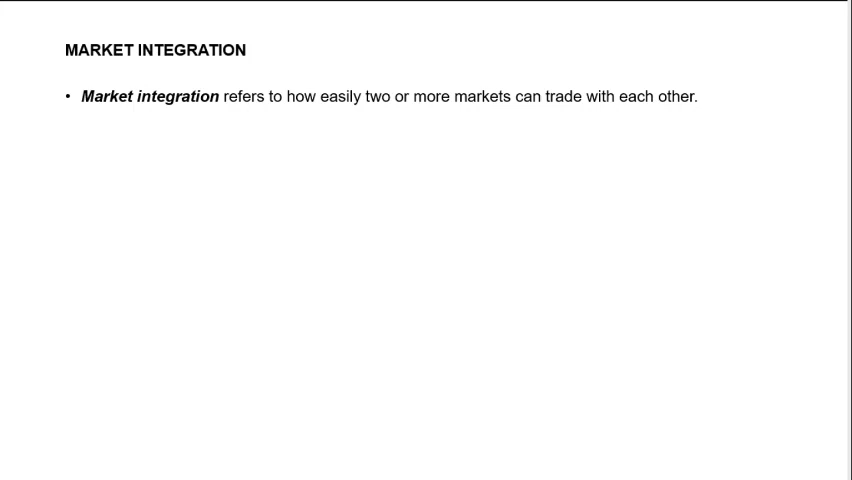 MARKET INTEGRATION
• Market integration refers to how easily two or more markets can trade with each other.